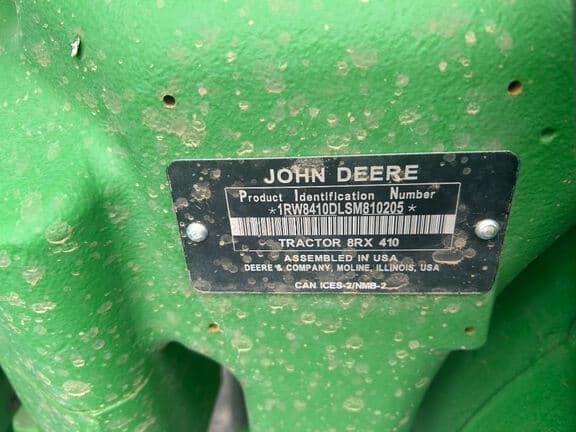 JOHN DEERE
Product Identification Number
*1RW8410DLSM810205*
TRACTOR 8RX 410
ASSEMBLED IN USA
DEERE & COMPANY, MOLINE, ILLINOIS, USA
CAN ICES-2/NMB-2